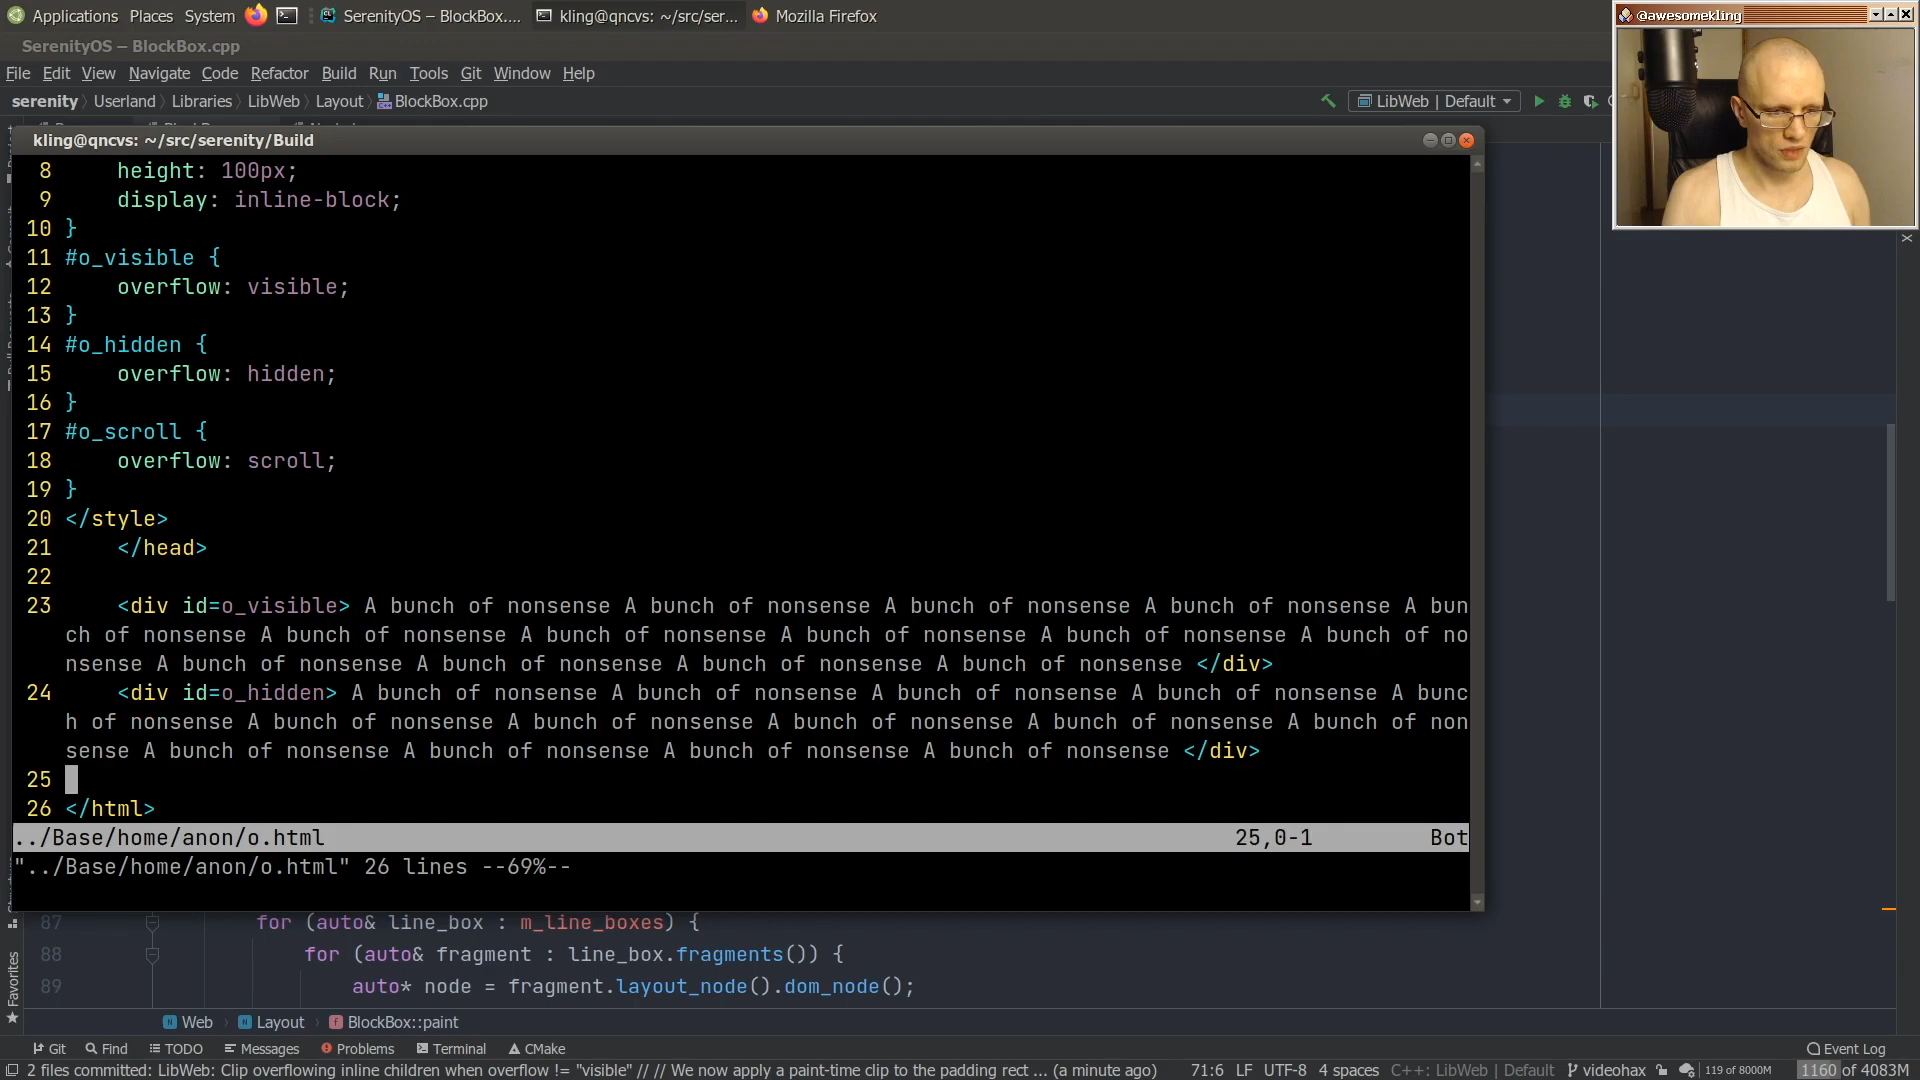 Applications Places System SerenityOS – BlockBox.... kling@qncvs: ~/src/ser... Mozilla Firefox
@awesomekling
SerenityOS – BlockBox.cpp
File Edit View Navigate Code Refactor Build Run Tools Git Window Help
serenity Userland Libraries LibWeb Layout BlockBox.cpp LibWeb | Default
kling@qncvs: ~/src/serenity/Build
8 height: 100px;
9 display: inline-block;
10 }
11 #o_visible {
12 overflow: visible;
13 }
14 #o_hidden {
15 overflow: hidden;
16 }
17 #o_scroll {
18 overflow: scroll;
19 }
20 </style>
21 </head>
22
23 <div id=o_visible> A bunch of nonsense A bunch of nonsense A bunch of nonsense A bunch of nonsense A bun
ch of nonsense A bunch of nonsense A bunch of nonsense A bunch of nonsense A bunch of nonsense A bunch of no
nsense A bunch of nonsense A bunch of nonsense A bunch of nonsense A bunch of nonsense </div>
24 <div id=o_hidden> A bunch of nonsense A bunch of nonsense A bunch of nonsense A bunch of nonsense A bunc
h of nonsense A bunch of nonsense A bunch of nonsense A bunch of nonsense A bunch of nonsense A bunch of non
sense A bunch of nonsense A bunch of nonsense A bunch of nonsense A bunch of nonsense </div>
25
26 </html>
../Base/home/anon/o.html 25,0-1 Bot
"../Base/home/anon/o.html" 26 lines --69%--
87 for (auto& line_box : m_line_boxes) {
88 for (auto& fragment : line_box.fragments()) {
89 auto* node = fragment.layout_node().dom_node();
Favorites
Web Layout BlockBox::paint
Git Find TODO Messages Problems Terminal CMake Event Log
2 files committed: LibWeb: Clip overflowing inline children when overflow != "visible" // // We now apply a paint-time clip to the padding rect ... (a minute ago) 71:6 LF UTF-8 4 spaces C++: LibWeb | Default videohax 119 of 8000M 1160 of 4083M